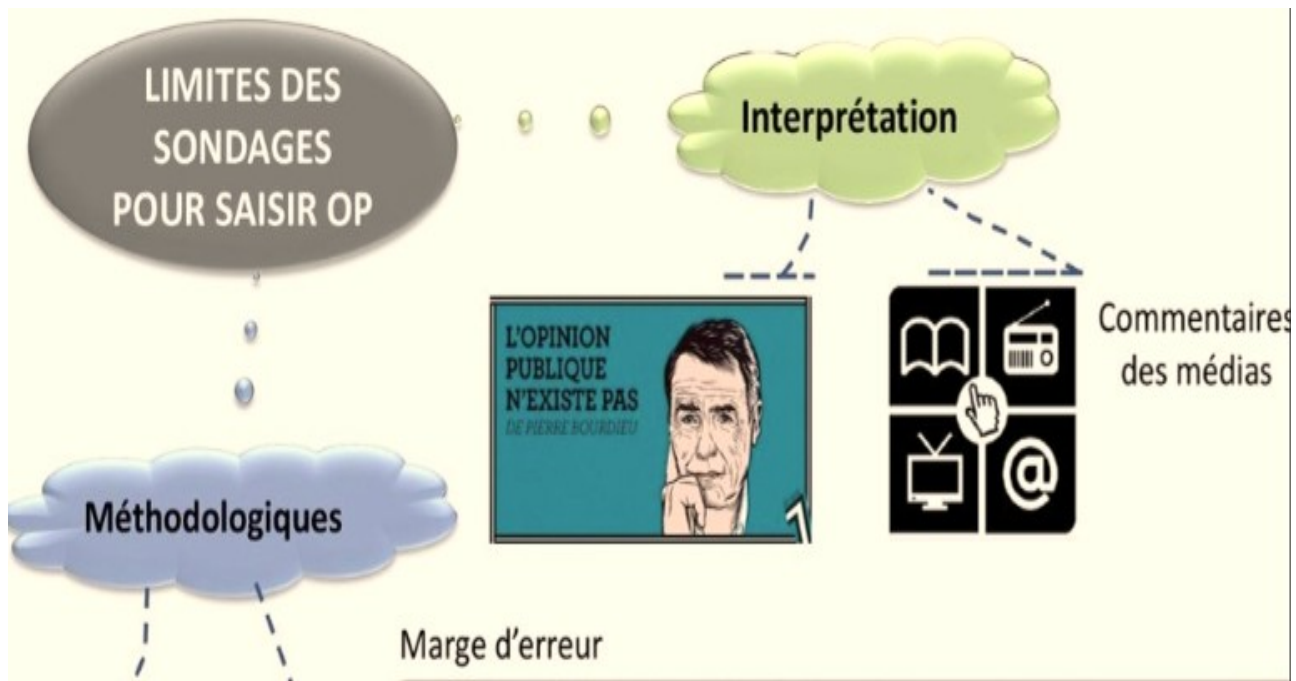 LIMITES DES
SONDAGES
POUR SAISIR OP
Interprétation
L'OPINION
PUBLIQUE
N'EXISTE PAS
DE PIERRE BOURDIEU
1
@
Commentaires
des médias
Méthodologiques
Marge d'erreur